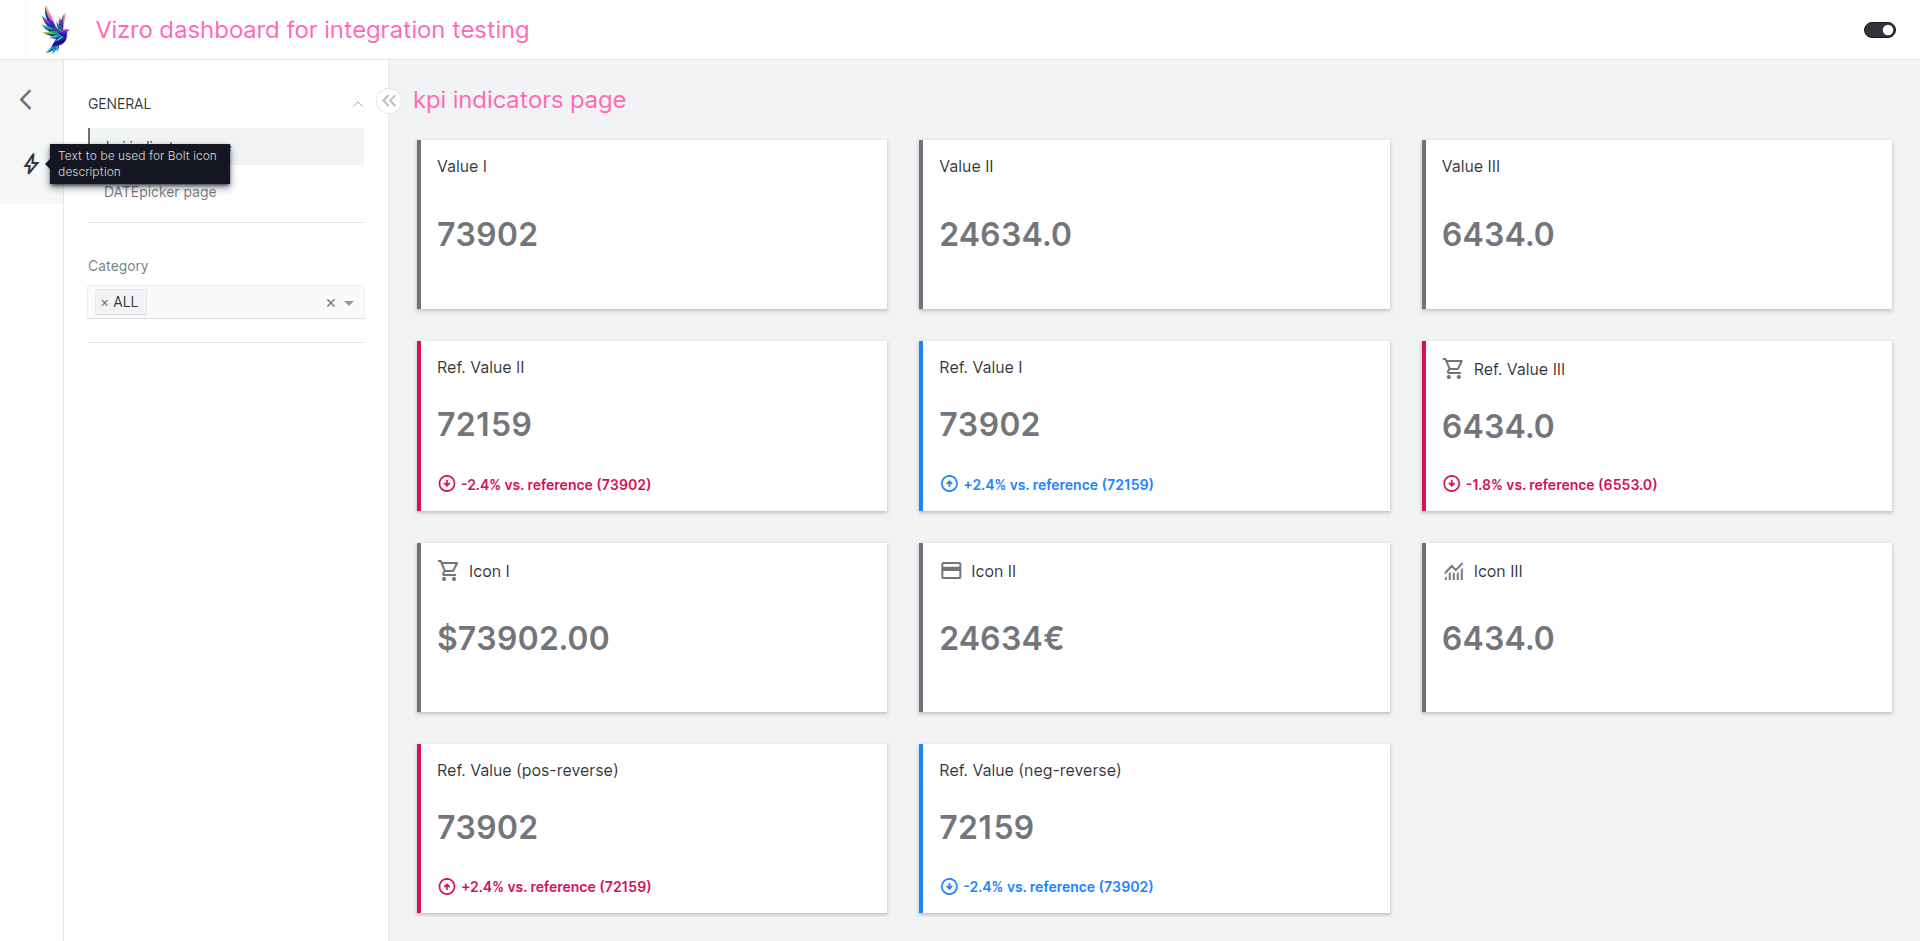 Vizro dashboard for integration testing
GENERAL
Text to be used for Bolt icon
description
DATEpicker page
Category
× ALL
kpi indicators page
Value I
73902
Value II
24634.0
Value III
6434.0
Ref. Value II
72159
-2.4% vs. reference (73902)
Ref. Value I
73902
+2.4% vs. reference (72159)
Ref. Value III
6434.0
-1.8% vs. reference (6553.0)
Icon I
$73902.00
Icon II
24634€
Icon III
6434.0
Ref. Value (pos-reverse)
73902
+2.4% vs. reference (72159)
Ref. Value (neg-reverse)
72159
-2.4% vs. reference (73902)